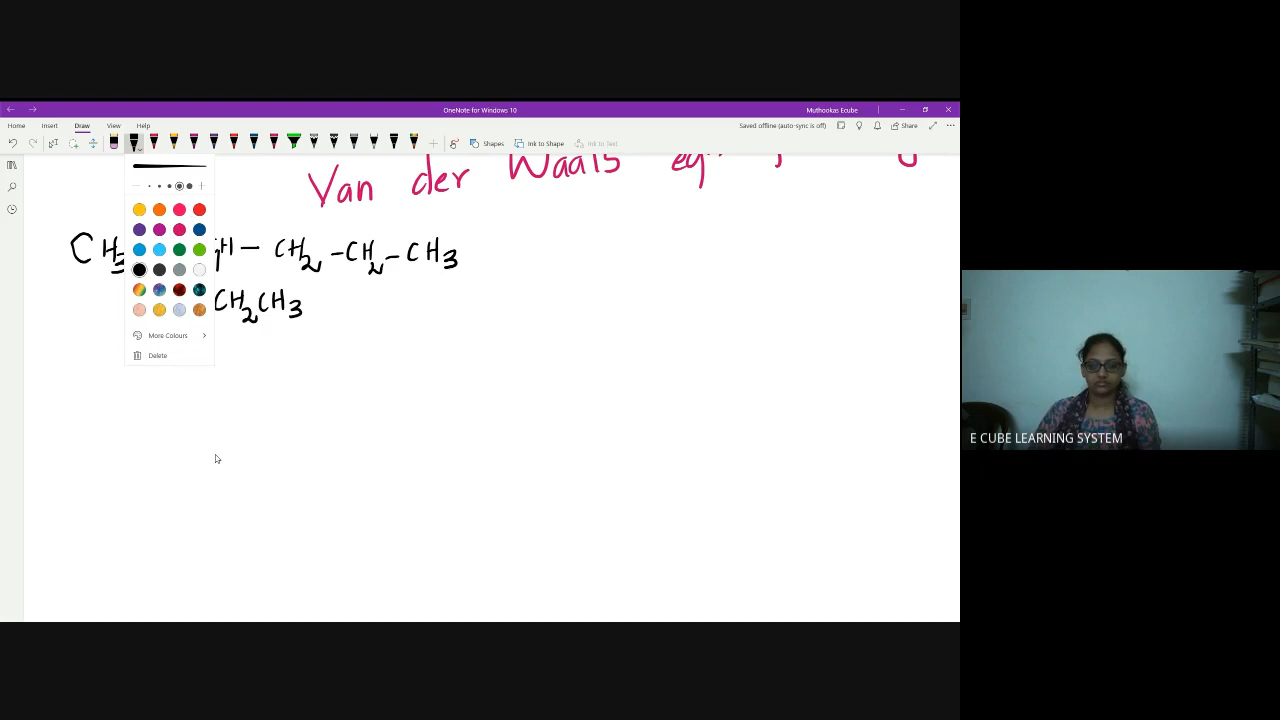 OneNote for Windows 10
Muthookas Ecube
Home Insert Draw View Help
Saved offline (auto-sync is off)
Share
Shapes Ink to Shape Ink to Text
Van der Waals
CH3 H – CH2 – CH2 – CH3
CH2CH3
More Colours
Delete
E CUBE LEARNING SYSTEM